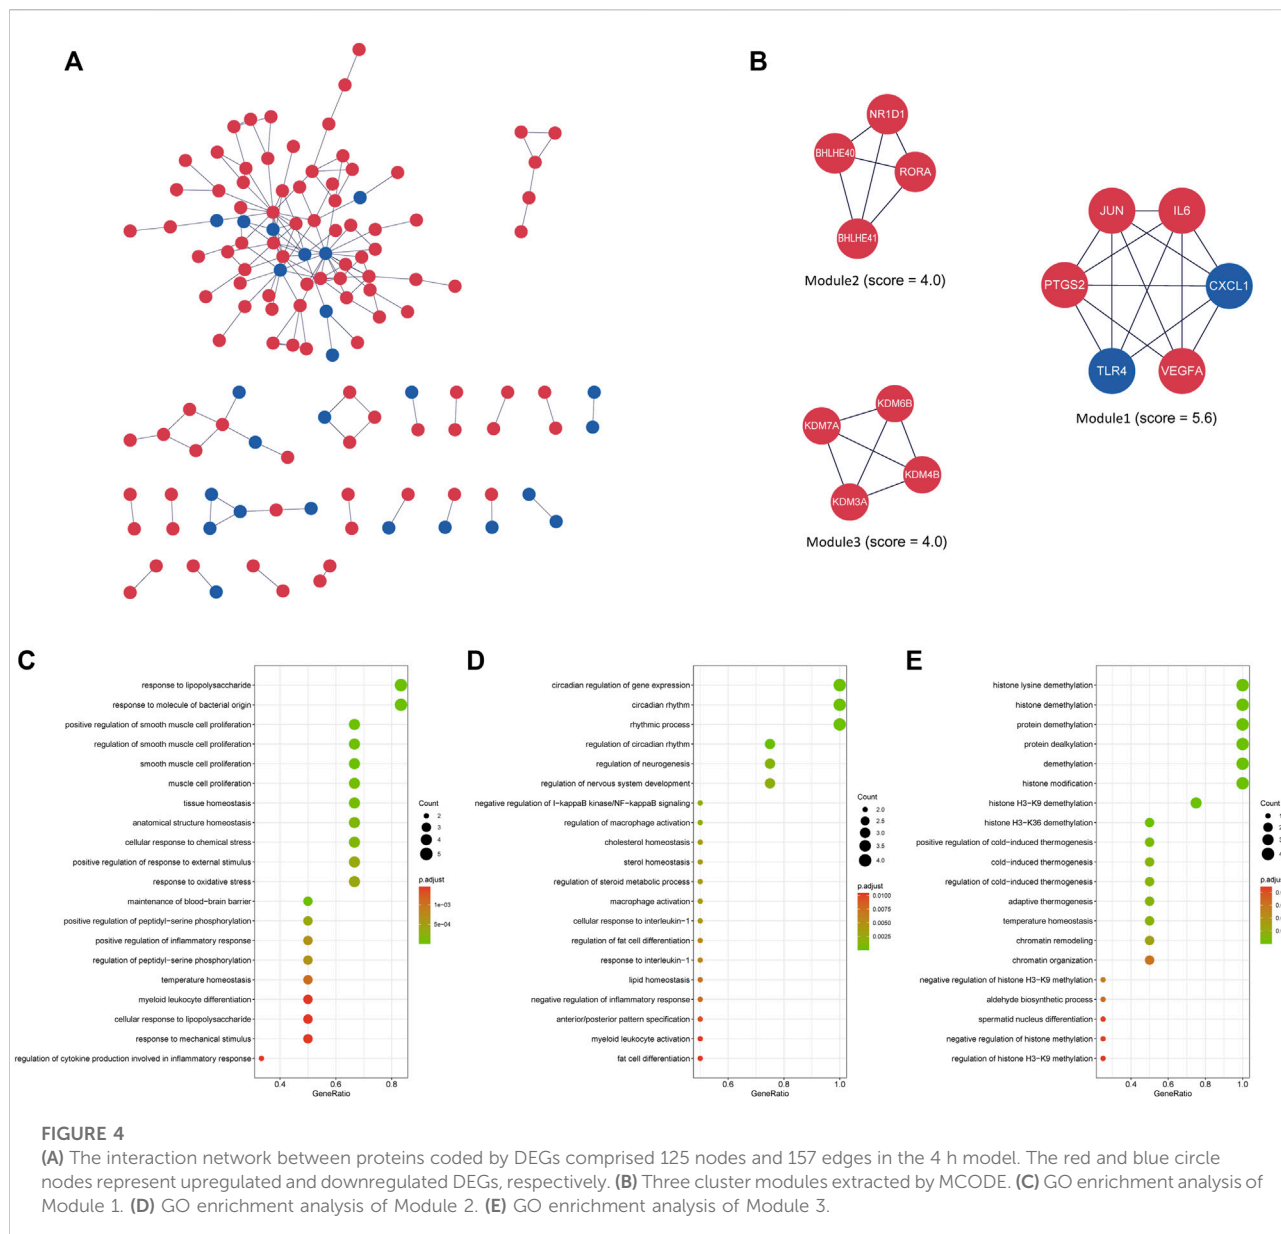 A
B
NR1D1
BHLHE40
RORA
BHLHE41
Module2 (score = 4.0)
JUN
IL6
PTGS2
CXCL1
TLR4
VEGFA
Module1 (score = 5.6)
KDM6B
KDM7A
KDM4B
KDM3A
Module3 (score = 4.0)
C
response to lipopolysaccharide
response to molecule of bacterial origin
positive regulation of smooth muscle cell proliferation
regulation of smooth muscle cell proliferation
smooth muscle cell proliferation
muscle cell proliferation
tissue homeostasis
anatomical structure homeostasis
cellular response to chemical stress
positive regulation of response to external stimulus
response to oxidative stress
maintenance of blood−brain barrier
positive regulation of peptidyl−serine phosphorylation
positive regulation of inflammatory response
regulation of peptidyl−serine phosphorylation
temperature homeostasis
myeloid leukocyte differentiation
cellular response to lipopolysaccharide
response to mechanical stimulus
regulation of cytokine production involved in inflammatory response
0.4 0.6 0.8
GeneRatio
Count
2
3
4
5
p.adjust
1e−03
5e−04
D
circadian regulation of gene expression
circadian rhythm
rhythmic process
regulation of circadian rhythm
regulation of neurogenesis
regulation of nervous system development
negative regulation of I−kappaB kinase/NF−kappaB signaling
regulation of macrophage activation
cholesterol homeostasis
sterol homeostasis
regulation of steroid metabolic process
macrophage activation
cellular response to interleukin−1
regulation of fat cell differentiation
response to interleukin−1
lipid homeostasis
negative regulation of inflammatory response
anterior/posterior pattern specification
myeloid leukocyte activation
fat cell differentiation
0.6 0.8 1.0
GeneRatio
Count
2.0
2.5
3.0
3.5
4.0
p.adjust
0.0100
0.0075
0.0050
0.0025
E
histone lysine demethylation
histone demethylation
protein demethylation
protein dealkylation
demethylation
histone modification
histone H3−K9 demethylation
histone H3−K36 demethylation
positive regulation of cold−induced thermogenesis
cold−induced thermogenesis
regulation of cold−induced thermogenesis
adaptive thermogenesis
temperature homeostasis
chromatin remodeling
chromatin organization
negative regulation of histone H3−K9 methylation
aldehyde biosynthetic process
spermatid nucleus differentiation
negative regulation of histone methylation
regulation of histone H3−K9 methylation
0.4 0.6 0.8 1.0
GeneRatio
Count
1
2
3
4
p.adjust
0.0
0.0
0.0
0.0
FIGURE 4
(A) The interaction network between proteins coded by DEGs comprised 125 nodes and 157 edges in the 4 h model. The red and blue circle
nodes represent upregulated and downregulated DEGs, respectively. (B) Three cluster modules extracted by MCODE. (C) GO enrichment analysis of
Module 1. (D) GO enrichment analysis of Module 2. (E) GO enrichment analysis of Module 3.